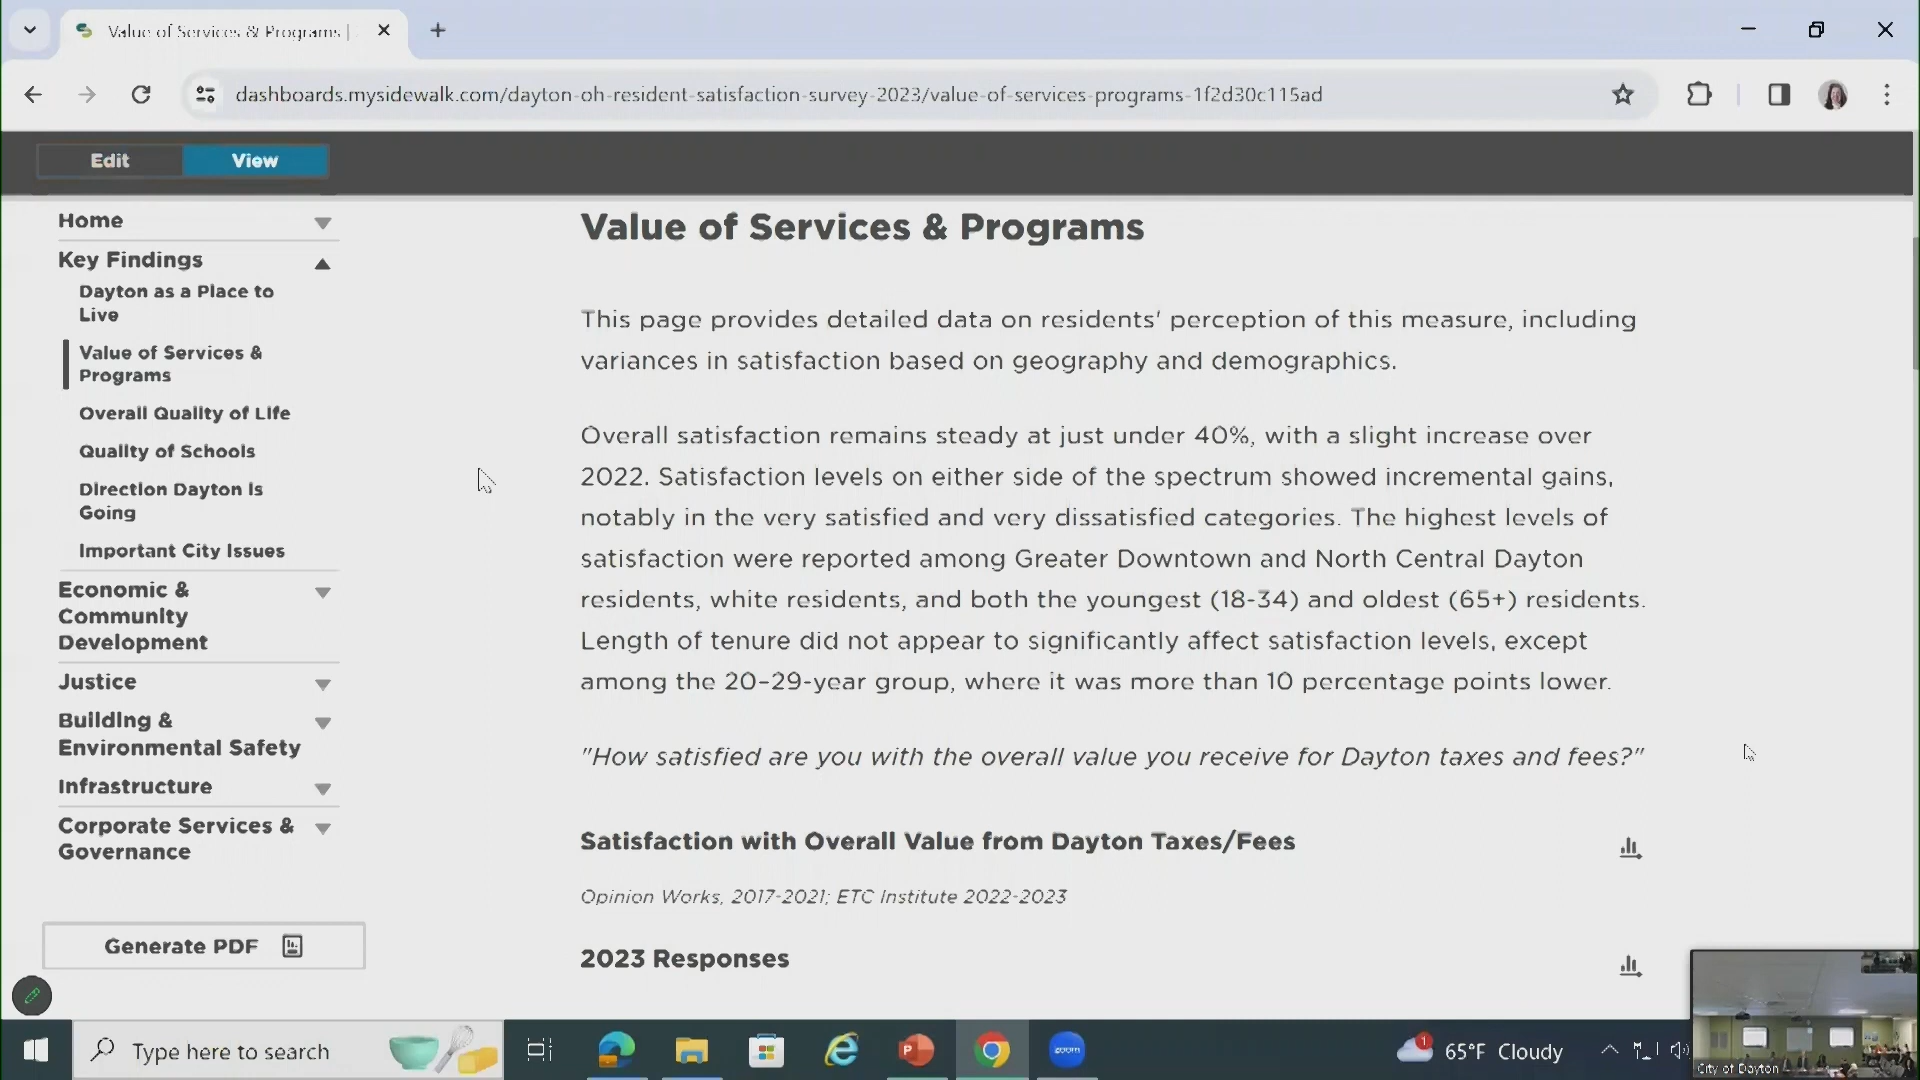 Value of Services & Programs |
dashboards.mysidewalk.com/dayton-oh-resident-satisfaction-survey-2023/value-of-services-programs-1f2d30c115ad
Edit
View
Home
Key Findings
Dayton as a Place to
Live
Value of Services &
Programs
Overall Quality of Life
Quality of Schools
Direction Dayton is
Going
Important City Issues
Economic &
Community
Development
Justice
Building &
Environmental Safety
Infrastructure
Corporate Services &
Governance
Generate PDF
Value of Services & Programs
This page provides detailed data on residents' perception of this measure, including
variances in satisfaction based on geography and demographics.
Overall satisfaction remains steady at just under 40%, with a slight increase over
2022. Satisfaction levels on either side of the spectrum showed incremental gains,
notably in the very satisfied and very dissatisfied categories. The highest levels of
satisfaction were reported among Greater Downtown and North Central Dayton
residents, white residents, and both the youngest (18-34) and oldest (65+) residents.
Length of tenure did not appear to significantly affect satisfaction levels, except
among the 20–29-year group, where it was more than 10 percentage points lower.
"How satisfied are you with the overall value you receive for Dayton taxes and fees?"
Satisfaction with Overall Value from Dayton Taxes/Fees
Opinion Works, 2017-2021; ETC Institute 2022-2023
2023 Responses
City of Dayton
Type here to search
P
zoom
1
65°F Cloudy